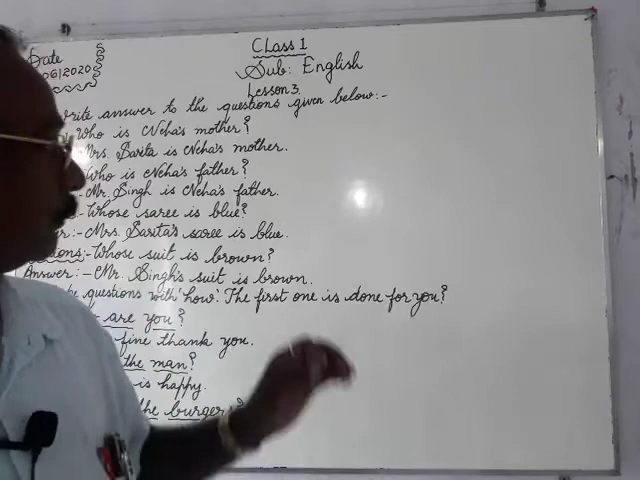 Date
06/2020
Class 1
Sub: English
Lesson 3
write answer to the questions given below:-
Who is Neha's mother?
Mrs. Sarita is Neha's mother.
Who is Neha's father?
:- Mr. Singh is Neha's father.
:- Whose saree is blue?
r:- Mrs. Sarita's saree is blue.
Questions:- Whose suit is brown?
Answer:- Mr. Singh's suit is brown.
questions with 'how'. The first one is done for you?
are you?
fine thank you.
the man?
is happy.
the burgers?